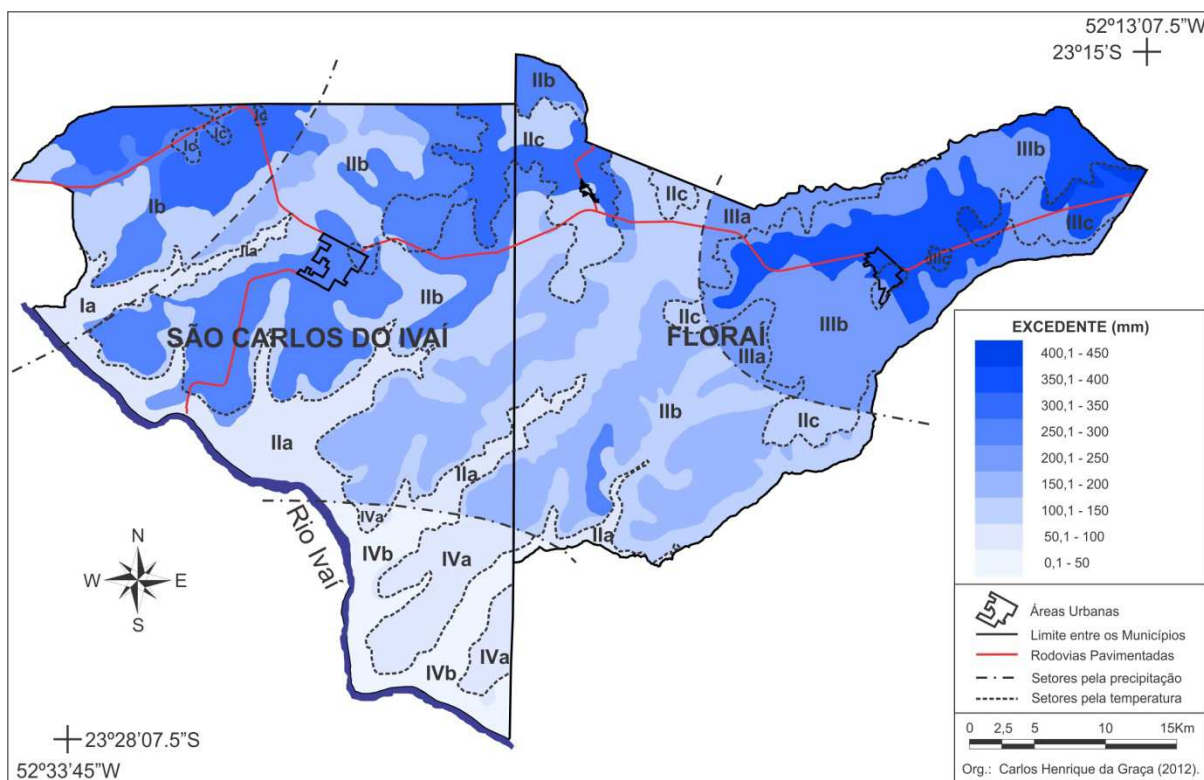 52º13'07.5"W
23º15'S
IIb
IIc
Ic
Ic
Ic
IIb
IIc
IIIb
Ib
IIIa
IIIc
IIa
IIIc
IIb
Ia
IIc
IIIb
SÃO CARLOS DO IVAÍ
FLORAÍ
IIIa
IIb
IIc
IIa
IIa
IVa
IIa
Rio Ivaí
IVb
IVa
IVb
IVa
N
W E
S
23º28'07.5"S
52º33'45"W
EXCEDENTE (mm)
400,1 - 450
350,1 - 400
300,1 - 350
250,1 - 300
200,1 - 250
150,1 - 200
100,1 - 150
50,1 - 100
0,1 - 50
Áreas Urbanas
Limite entre os Municípios
Rodovias Pavimentadas
Setores pela precipitação
Setores pela temperatura
0 2,5 5 10 15Km
Org.: Carlos Henrique da Graça (2012).